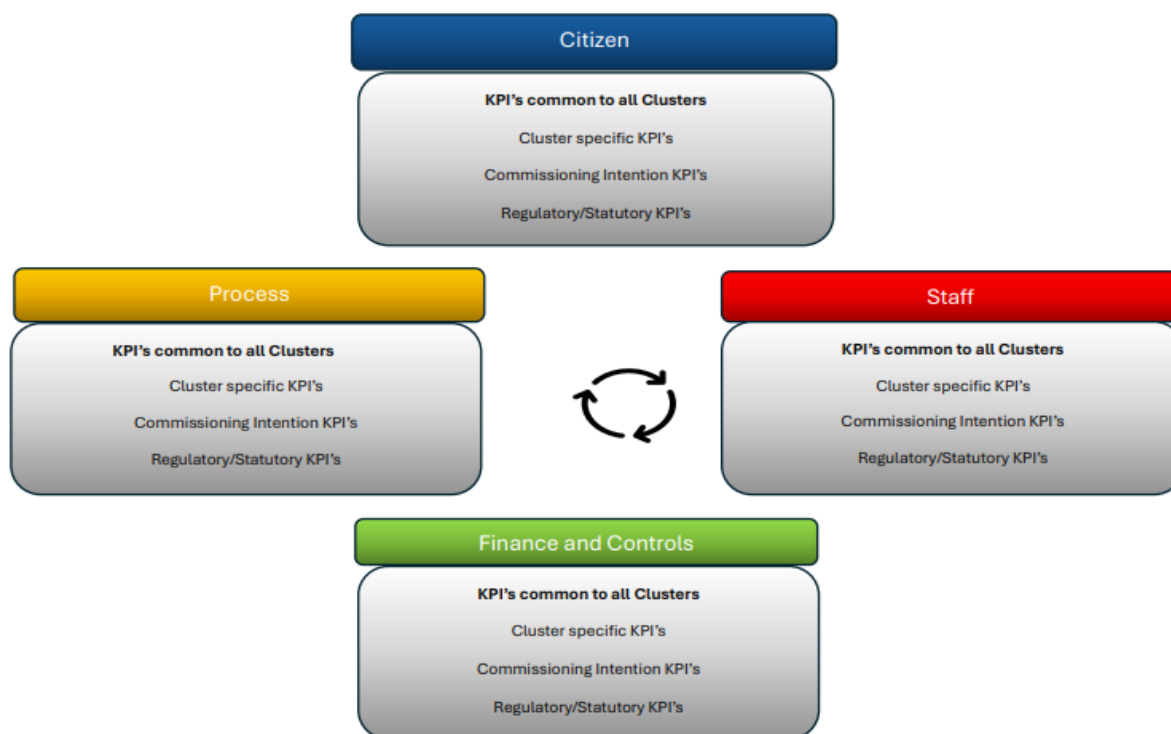 Citizen
KPI's common to all Clusters
Cluster specific KPI's
Commissioning Intention KPI's
Regulatory/Statutory KPI's
Process
KPI's common to all Clusters
Cluster specific KPI's
Commissioning Intention KPI's
Regulatory/Statutory KPI's
Staff
KPI's common to all Clusters
Cluster specific KPI's
Commissioning Intention KPI's
Regulatory/Statutory KPI's
Finance and Controls
KPI's common to all Clusters
Cluster specific KPI's
Commissioning Intention KPI's
Regulatory/Statutory KPI's